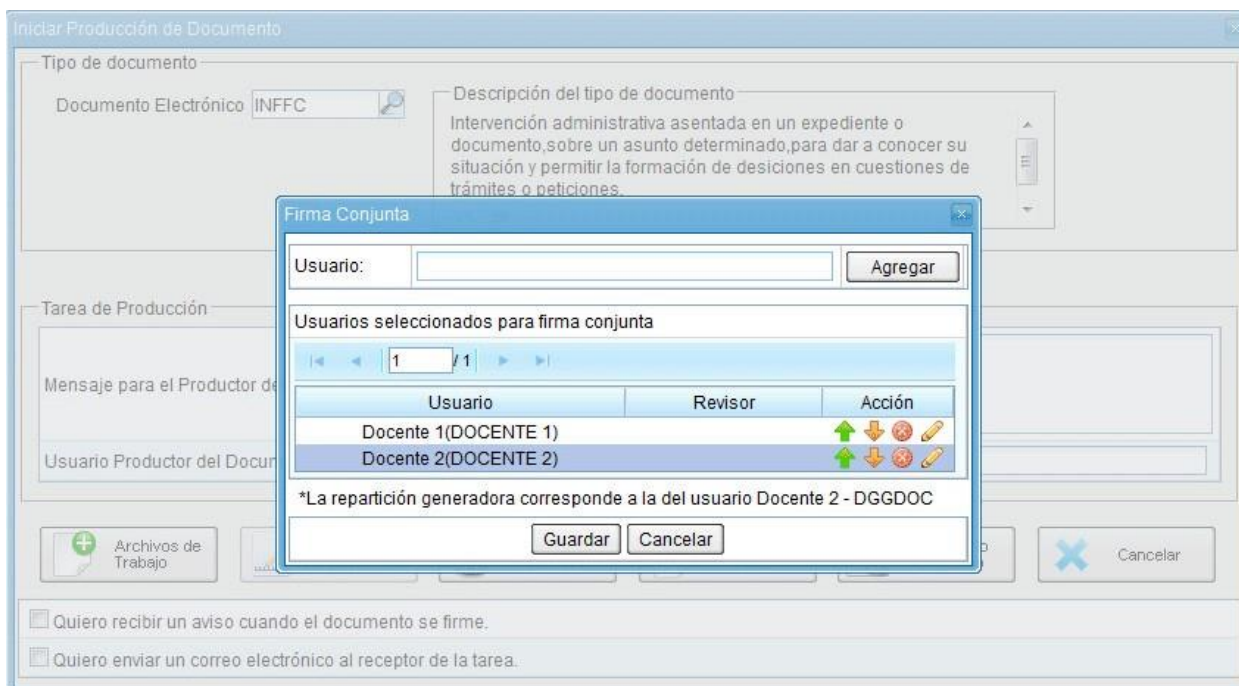 Iniciar Producción de Documento
Tipo de documento
Documento Electrónico INFFC
Descripción del tipo de documento
Intervención administrativa asentada en un expediente o
documento,sobre un asunto determinado,para dar a conocer su
situación y permitir la formación de desiciones en cuestiones de
trámites o peticiones.
Firma Conjunta
Usuario:
Agregar
Tarea de Producción
Usuarios seleccionados para firma conjunta
1 / 1
Mensaje para el Productor de
Usuario Revisor Acción
Docente 1(DOCENTE 1)
Docente 2(DOCENTE 2)
Usuario Productor del Docum
*La repartición generadora corresponde a la del usuario Docente 2 - DGGDOC
Guardar Cancelar
Archivos de
Trabajo
Cancelar
Quiero recibir un aviso cuando el documento se firme.
Quiero enviar un correo electrónico al receptor de la tarea.